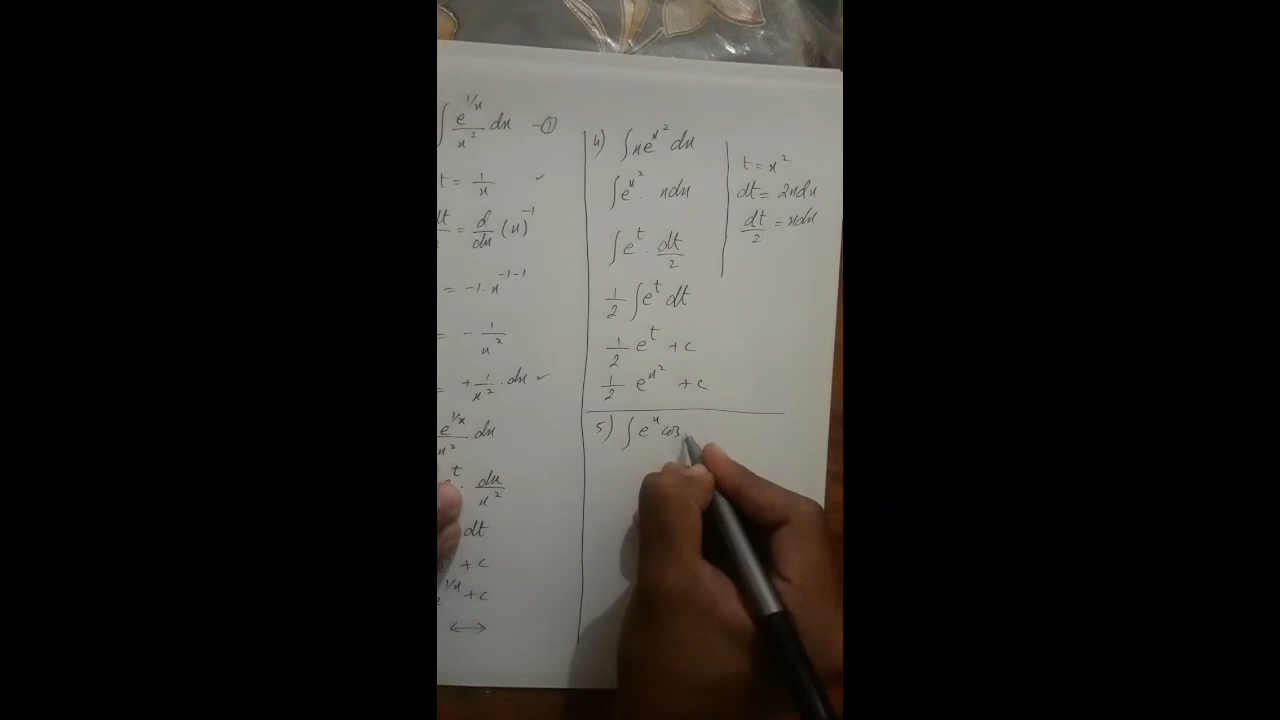 ∫ e^{1/x}/x² dx —①
t = 1/x ✓
dt/ = d/dx (x)^{-1}
= -1·x^{-1-1}
= - 1/x²
= + 1/x² · dx ✓
e^{1/x}/x² dx
e^t · dx/x²
dt
+ c
e^{1/x} + c
↔
4) ∫ x e^{x²} dx
∫ e^{x²} · x dx
∫ e^t · dt/2
1/2 ∫ e^t dt
1/2 e^t + c
1/2 e^{x²} + c
t = x²
dt = 2x dx
dt/2 = x dx
5) ∫ e^x cos